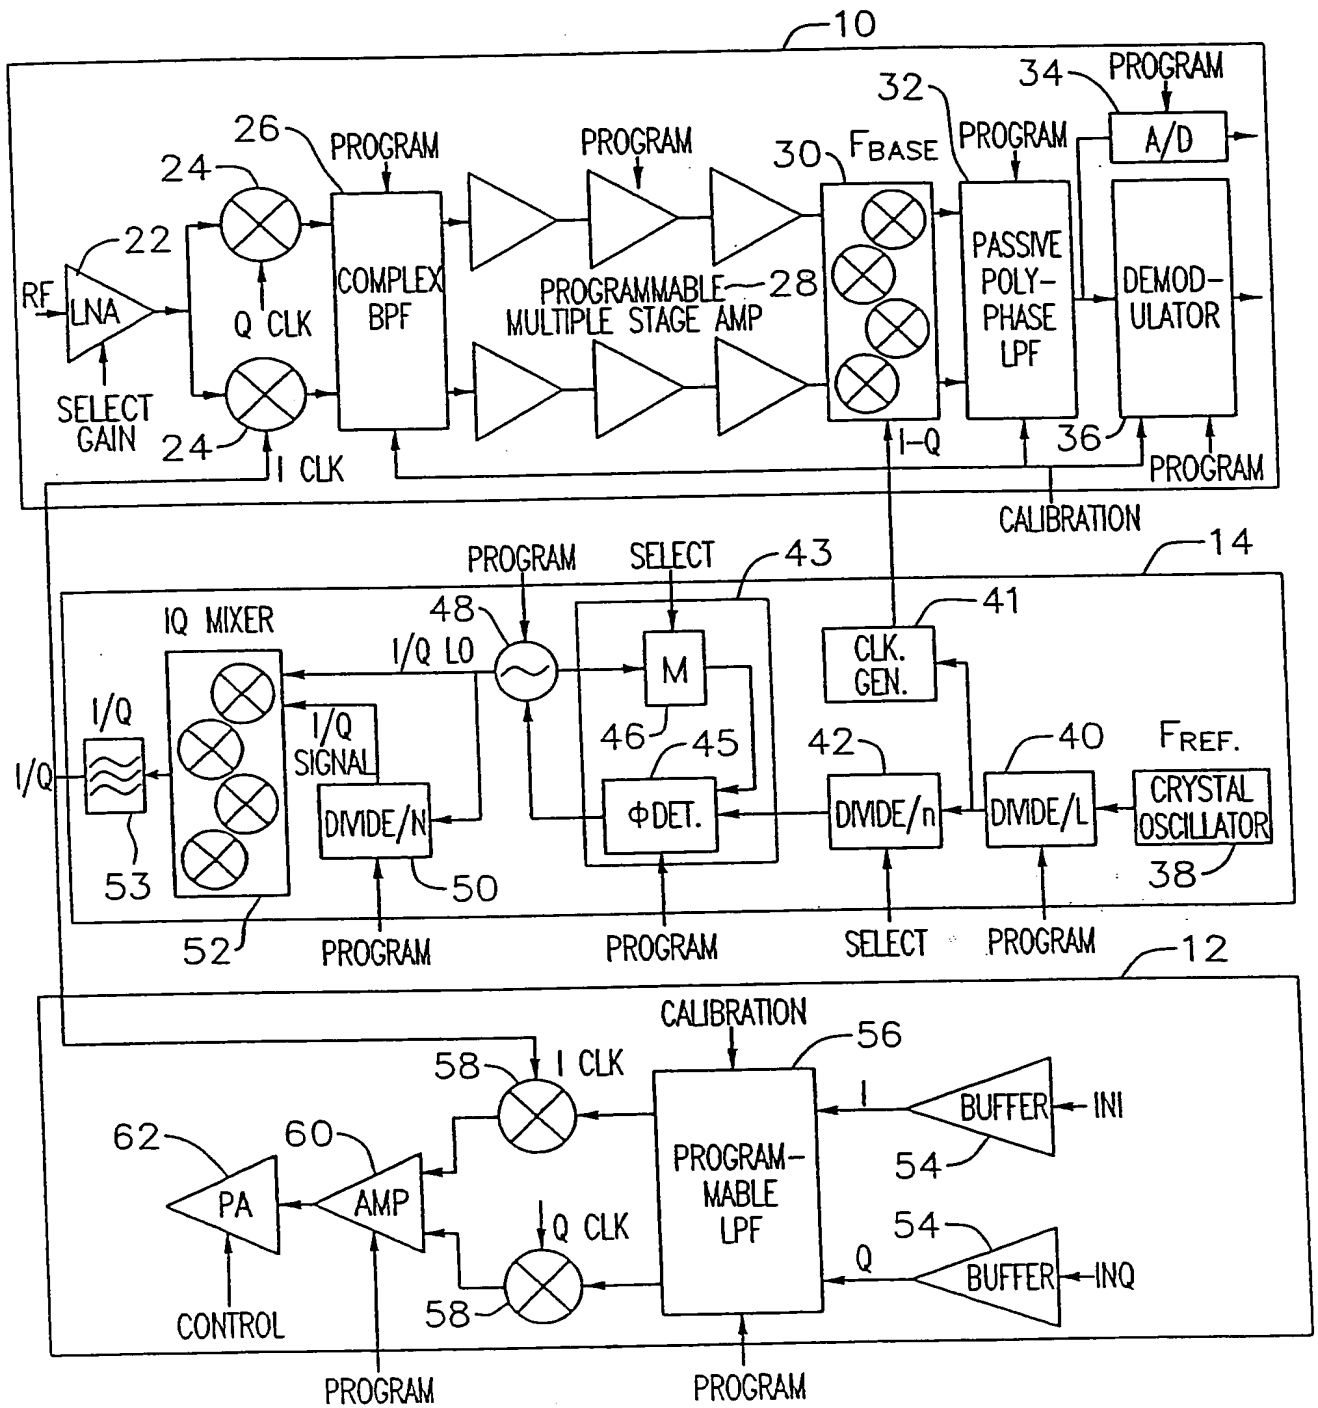 10
34
PROGRAM
32
26
PROGRAM
PROGRAM
30
FBASE
PROGRAM
A/D
24
22
RF
LNA
Q CLK
COMPLEX
BPF
PROGRAMMABLE
28
MULTIPLE STAGE AMP
PASSIVE
POLY-
PHASE
LPF
DEMOD-
ULATOR
SELECT
GAIN
24
I CLK
I-Q
36
PROGRAM
CALIBRATION
14
PROGRAM
SELECT
43
IQ MIXER
48
41
I/Q LO
M
CLK.
GEN.
I/Q
I/Q
I/Q
SIGNAL
46
45
42
40
FREF.
DIVIDE/N
ΦDET.
DIVIDE/n
DIVIDE/L
CRYSTAL
OSCILLATOR
53
50
38
52
PROGRAM
PROGRAM
SELECT
PROGRAM
12
CALIBRATION
56
58
I CLK
I
BUFFER
INI
62
60
54
PA
AMP
PROGRAM-
MABLE
LPF
54
Q CLK
Q
BUFFER
INQ
58
CONTROL
PROGRAM
PROGRAM